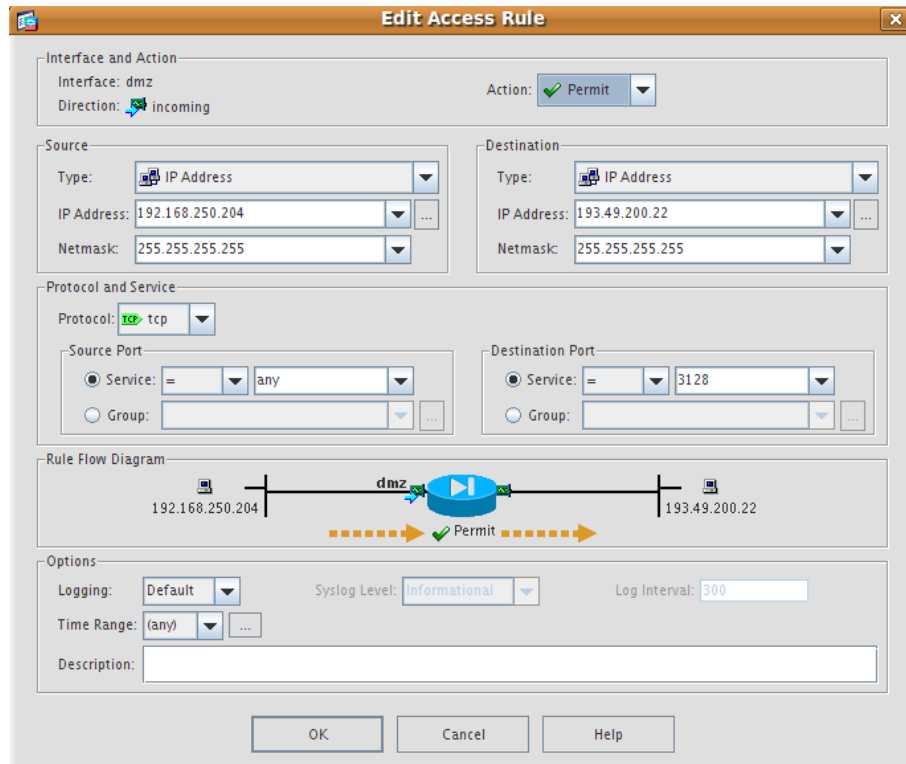 Edit Access Rule
Interface and Action
Interface: dmz
Action: Permit
Direction: incoming
Source
Type: IP Address
IP Address: 192.168.250.204 ...
Netmask: 255.255.255.255
Destination
Type: IP Address
IP Address: 193.49.200.22 ...
Netmask: 255.255.255.255
Protocol and Service
Protocol: TCP tcp
Source Port
Service: = any
Group: ...
Destination Port
Service: = 3128
Group: ...
Rule Flow Diagram
dmz
192.168.250.204
193.49.200.22
Permit
Options
Logging: Default Syslog Level: Informational Log Interval: 300
Time Range: (any) ...
Description:
OK Cancel Help